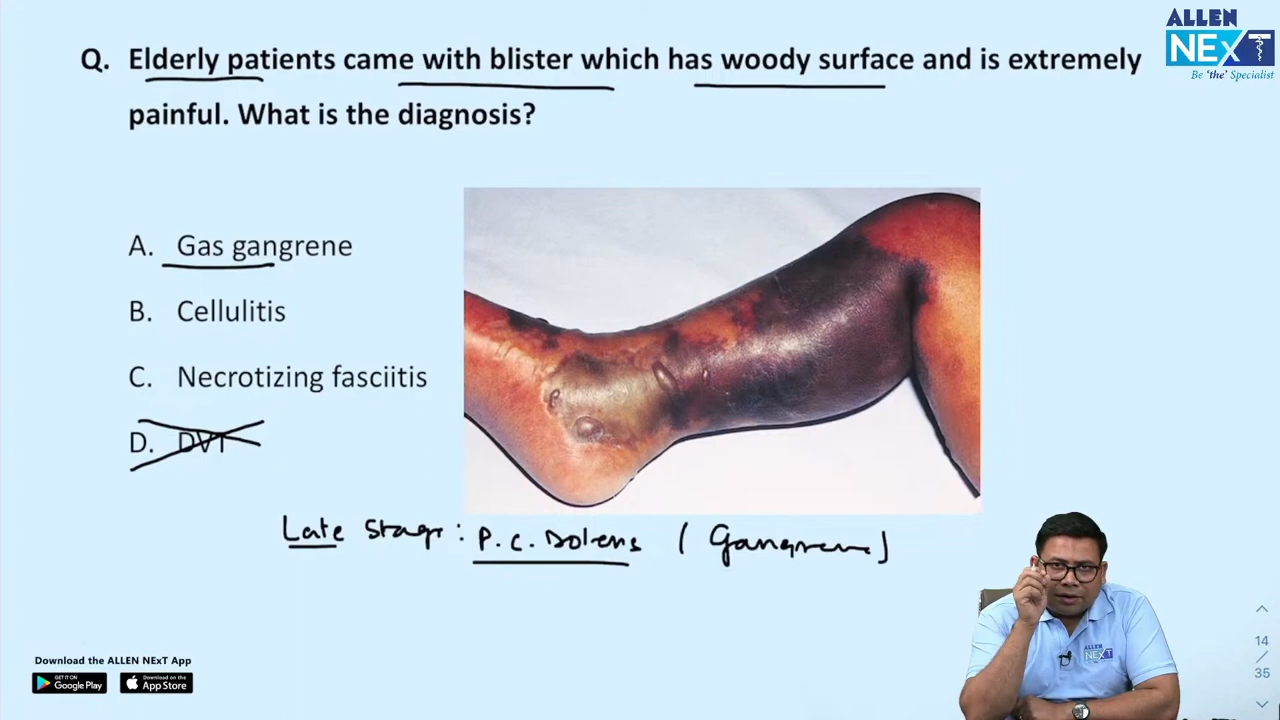 ALLEN
NExT
Be 'the' Specialist
Q. Elderly patients came with blister which has woody surface and is extremely
painful. What is the diagnosis?
A. Gas gangrene
B. Cellulitis
C. Necrotizing fasciitis
D. DVT
Late Stage : P.C. Dolens (Gangrene)
ALLEN
NExT
Download the ALLEN NExT App
GET IT ON
Google Play
Download on the
App Store
14
/
35